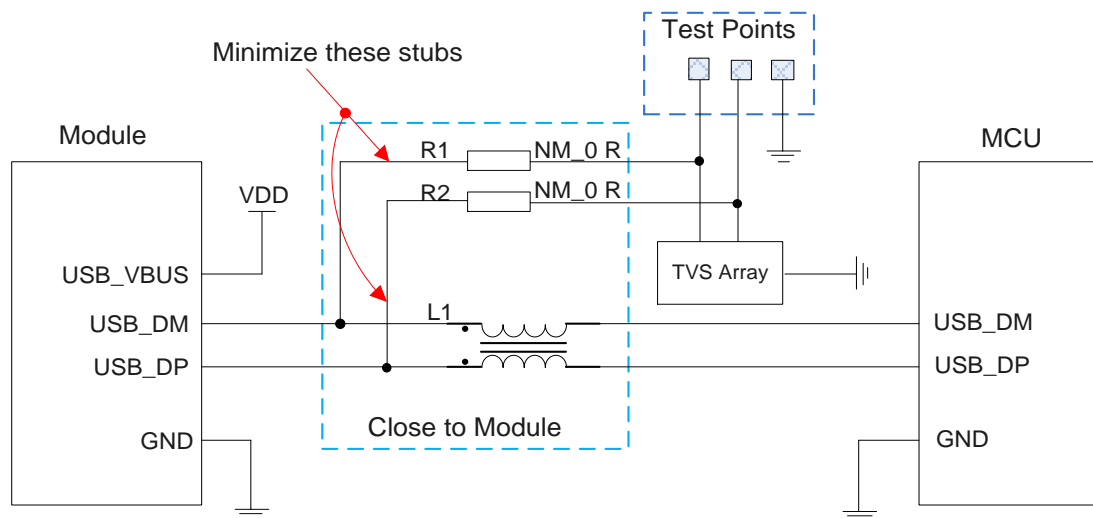 Test Points
Minimize these stubs
Module
MCU
R1 NM_0 R
R2 NM_0 R
VDD
USB_VBUS
TVS Array
USB_DM
L1
USB_DM
USB_DP
USB_DP
Close to Module
GND
GND